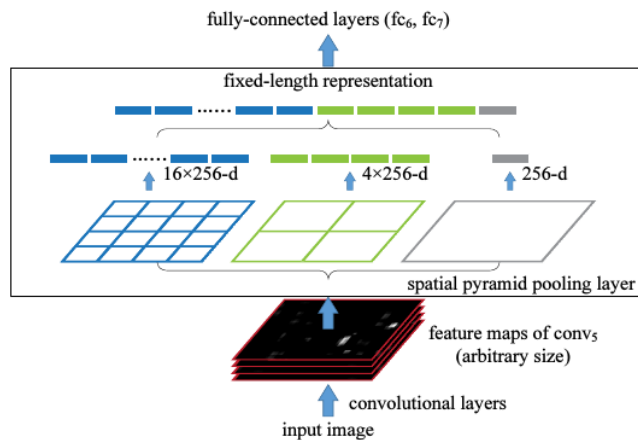 fully-connected layers (fc₆, fc₇)
fixed-length representation
16×256-d
4×256-d
256-d
spatial pyramid pooling layer
feature maps of conv₅
(arbitrary size)
convolutional layers
input image